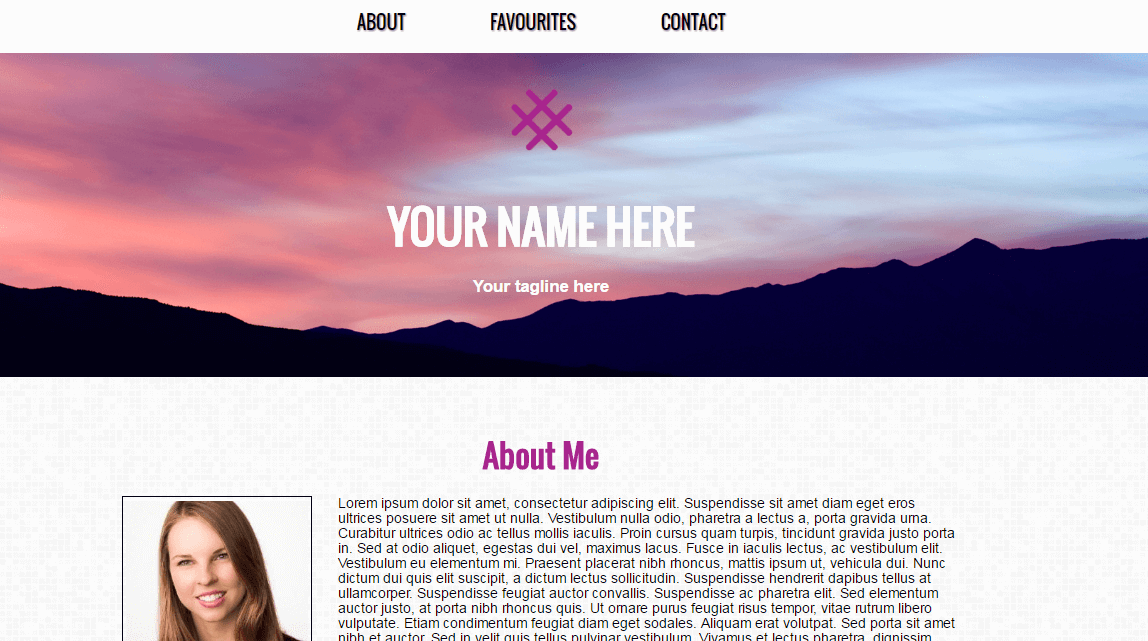 ABOUT FAVOURITES CONTACT
YOUR NAME HERE
Your tagline here
About Me
Lorem ipsum dolor sit amet, consectetur adipiscing elit. Suspendisse sit amet diam eget eros
ultrices posuere sit amet ut nulla. Vestibulum nulla odio, pharetra a lectus a, porta gravida urna.
Curabitur ultrices odio ac tellus mollis iaculis. Proin cursus quam turpis, tincidunt gravida justo porta
in. Sed at odio aliquet, egestas dui vel, maximus lacus. Fusce in iaculis lectus, ac vestibulum elit.
Vestibulum eu elementum mi. Praesent placerat nibh rhoncus, mattis ipsum ut, vehicula dui. Nunc
dictum dui quis elit suscipit, a dictum lectus sollicitudin. Suspendisse hendrerit dapibus tellus at
ullamcorper. Suspendisse feugiat auctor convallis. Suspendisse ac pharetra elit. Sed elementum
auctor justo, at porta nibh rhoncus quis. Ut ornare purus feugiat risus tempor, vitae rutrum libero
vulputate. Etiam condimentum feugiat diam eget sodales. Aliquam erat volutpat. Sed porta sit amet
nibh et auctor. Sed in velit quis tellus pulvinar vestibulum. Vivamus et lectus pharetra, dignissim